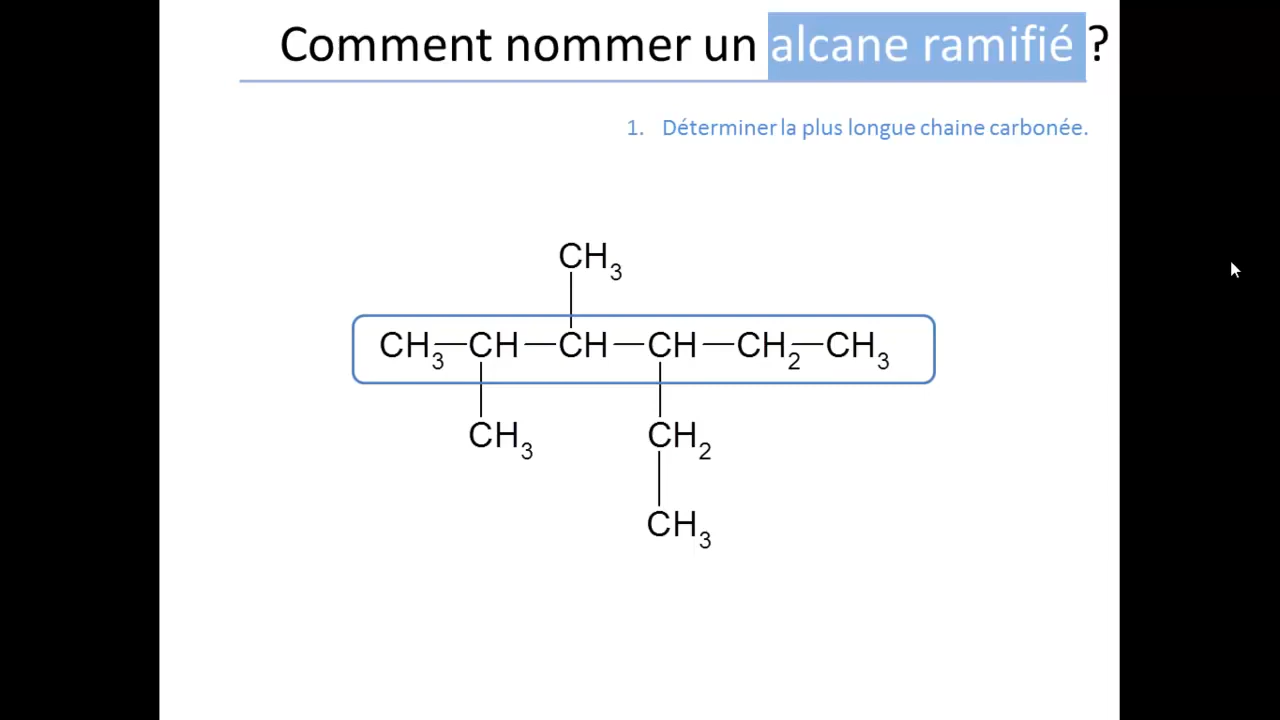 Comment nommer un alcane ramifié ?
1. Déterminer la plus longue chaine carbonée.
CH3
CH3—CH—CH—CH—CH2—CH3
CH3 CH2
CH3